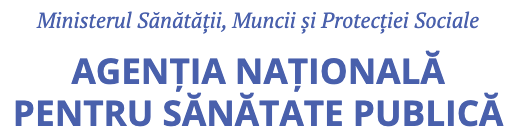 Ministerul Sănătății, Muncii și Protecției Sociale
AGENȚIA NAȚIONALĂ
PENTRU SĂNĂTATE PUBLICĂ